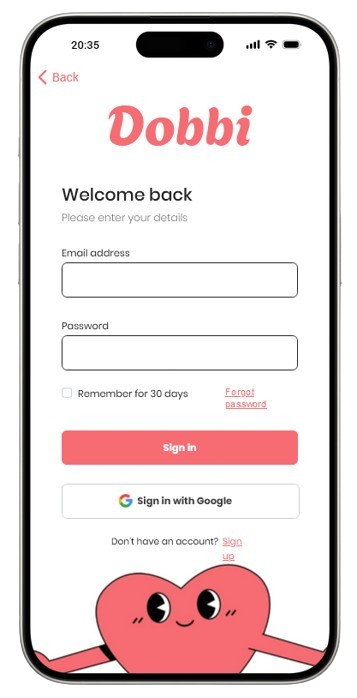 20:35
Back
Dobbi
Welcome back
Please enter your details
Email address
Password
Remember for 30 days
Forgot
password
Sign in
Sign in with Google
Don't have an account? Sign
up